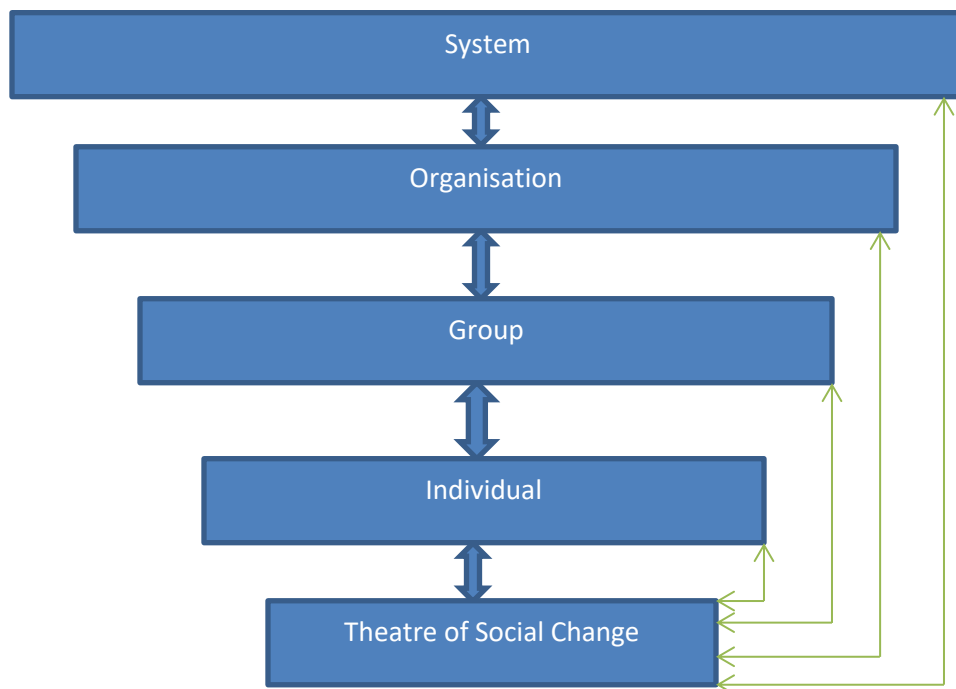 System
Organisation
Group
Individual
Theatre of Social Change